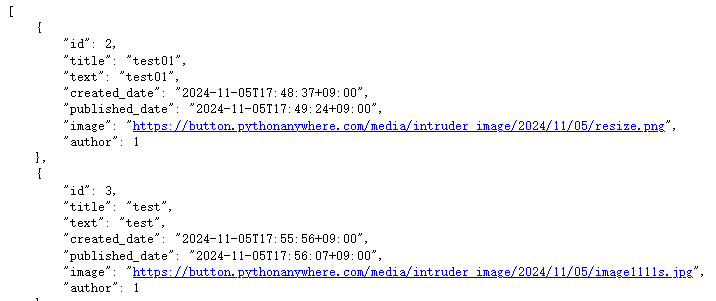 [
{
"id": 2,
"title": "test01",
"text": "test01",
"created_date": "2024-11-05T17:48:37+09:00",
"published_date": "2024-11-05T17:49:24+09:00",
"image": "https://button.pythonanywhere.com/media/intruder_image/2024/11/05/resize.png",
"author": 1
},
{
"id": 3,
"title": "test",
"text": "test",
"created_date": "2024-11-05T17:55:56+09:00",
"published_date": "2024-11-05T17:56:07+09:00",
"image": "https://button.pythonanywhere.com/media/intruder_image/2024/11/05/image1111s.jpg",
"author": 1